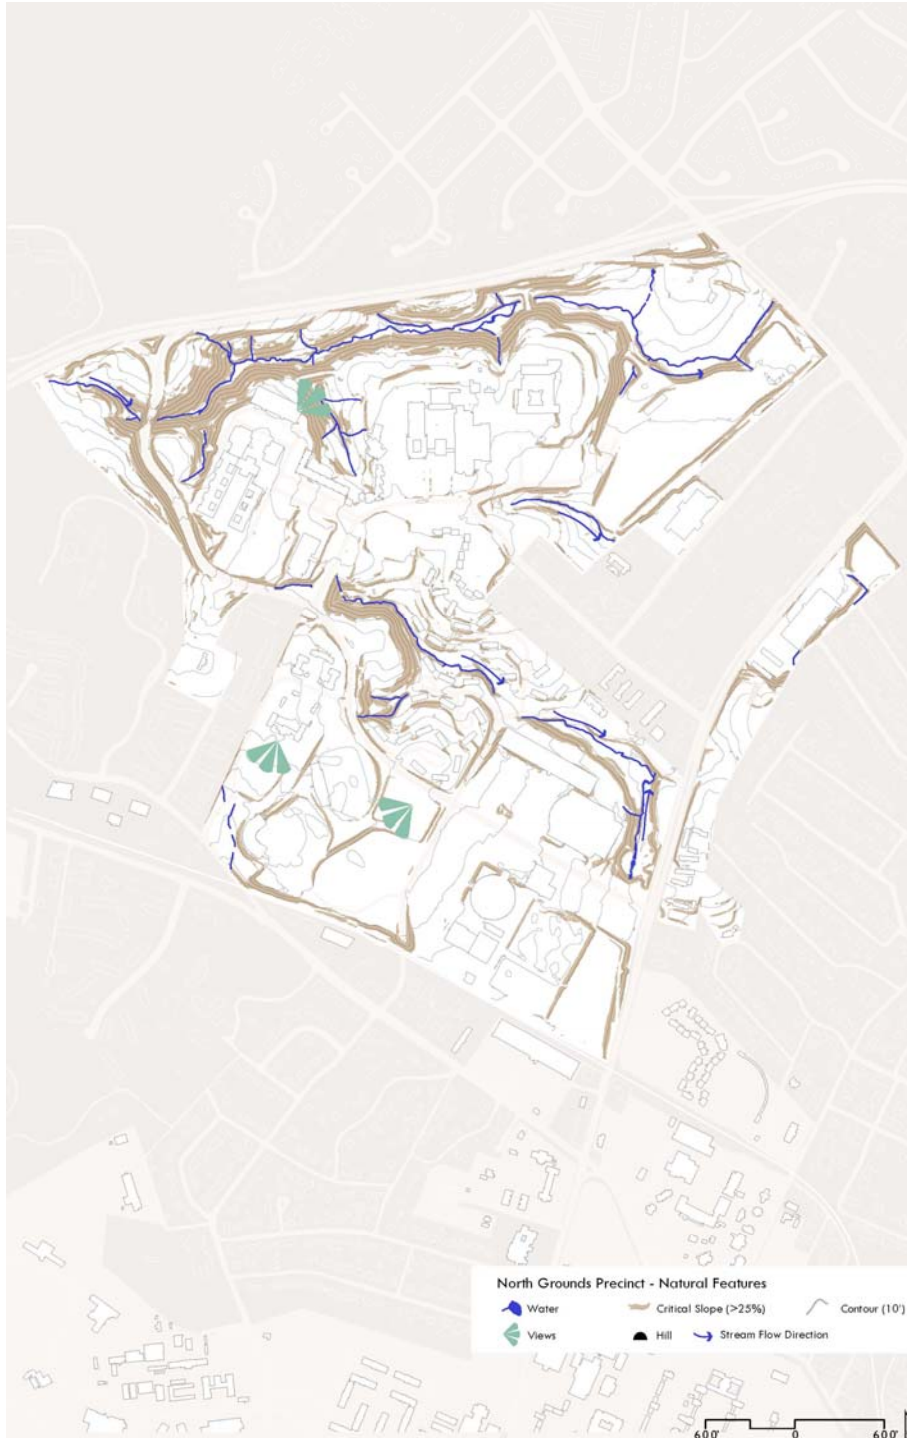 North Grounds Precinct - Natural Features
Water
Critical Slope (>25%)
Contour (10')
Views
Hill
Stream Flow Direction
600'
0
600'